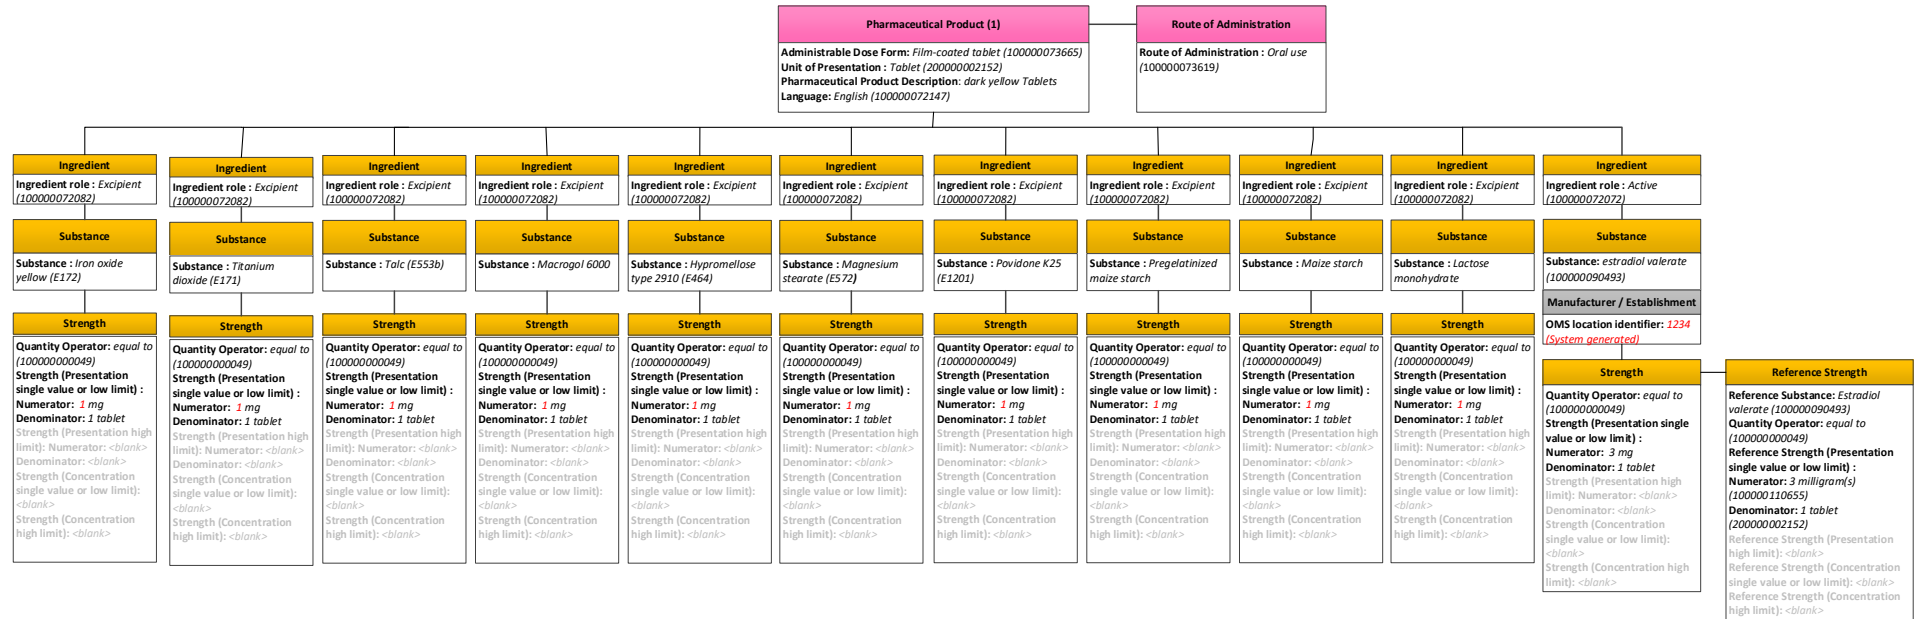 Pharmaceutical Product (1)
Administrable Dose Form: Film-coated tablet (100000073665)
Unit of Presentation : Tablet (200000002152)
Pharmaceutical Product Description: dark yellow Tablets
Language: English (100000072147)
Route of Administration
Route of Administration : Oral use
(100000073619)
Ingredient
Ingredient role : Excipient
(100000072082)
Substance
Substance : Iron oxide
yellow (E172)
Strength
Quantity Operator: equal to
(100000000049)
Strength (Presentation
single value or low limit) :
Numerator: 1 mg
Denominator: 1 tablet
Strength (Presentation high
limit): Numerator: <blank>
Denominator: <blank>
Strength (Concentration
single value or low limit):
<blank>
Strength (Concentration
high limit): <blank>
Ingredient
Ingredient role : Excipient
(100000072082)
Substance
Substance : Titanium
dioxide (E171)
Strength
Quantity Operator: equal to
(100000000049)
Strength (Presentation
single value or low limit) :
Numerator: 1 mg
Denominator: 1 tablet
Strength (Presentation high
limit): Numerator: <blank>
Denominator: <blank>
Strength (Concentration
single value or low limit):
<blank>
Strength (Concentration
high limit): <blank>
Ingredient
Ingredient role : Excipient
(100000072082)
Substance
Substance : Talc (E553b)
Strength
Quantity Operator: equal to
(100000000049)
Strength (Presentation
single value or low limit) :
Numerator: 1 mg
Denominator: 1 tablet
Strength (Presentation high
limit): Numerator: <blank>
Denominator: <blank>
Strength (Concentration
single value or low limit):
<blank>
Strength (Concentration
high limit): <blank>
Ingredient
Ingredient role : Excipient
(100000072082)
Substance
Substance : Macrogol 6000
Strength
Quantity Operator: equal to
(100000000049)
Strength (Presentation
single value or low limit) :
Numerator: 1 mg
Denominator: 1 tablet
Strength (Presentation high
limit): Numerator: <blank>
Denominator: <blank>
Strength (Concentration
single value or low limit):
<blank>
Strength (Concentration
high limit): <blank>
Ingredient
Ingredient role : Excipient
(100000072082)
Substance
Substance : Hypromellose
type 2910 (E464)
Strength
Quantity Operator: equal to
(100000000049)
Strength (Presentation
single value or low limit) :
Numerator: 1 mg
Denominator: 1 tablet
Strength (Presentation high
limit): Numerator: <blank>
Denominator: <blank>
Strength (Concentration
single value or low limit):
<blank>
Strength (Concentration
high limit): <blank>
Ingredient
Ingredient role : Excipient
(100000072082)
Substance
Substance : Magnesium
stearate (E572)
Strength
Quantity Operator: equal to
(100000000049)
Strength (Presentation
single value or low limit) :
Numerator: 1 mg
Denominator: 1 tablet
Strength (Presentation high
limit): Numerator: <blank>
Denominator: <blank>
Strength (Concentration
single value or low limit):
<blank>
Strength (Concentration
high limit): <blank>
Ingredient
Ingredient role : Excipient
(100000072082)
Substance
Substance : Povidone K25
(E1201)
Strength
Quantity Operator: equal to
(100000000049)
Strength (Presentation
single value or low limit) :
Numerator: 1 mg
Denominator: 1 tablet
Strength (Presentation high
limit): Numerator: <blank>
Denominator: <blank>
Strength (Concentration
single value or low limit):
<blank>
Strength (Concentration
high limit): <blank>
Ingredient
Ingredient role : Excipient
(100000072082)
Substance
Substance : Pregelatinized
maize starch
Strength
Quantity Operator: equal to
(100000000049)
Strength (Presentation
single value or low limit) :
Numerator: 1 mg
Denominator: 1 tablet
Strength (Presentation high
limit): Numerator: <blank>
Denominator: <blank>
Strength (Concentration
single value or low limit):
<blank>
Strength (Concentration
high limit): <blank>
Ingredient
Ingredient role : Excipient
(100000072082)
Substance
Substance : Maize starch
Strength
Quantity Operator: equal to
(100000000049)
Strength (Presentation
single value or low limit) :
Numerator: 1 mg
Denominator: 1 tablet
Strength (Presentation high
limit): Numerator: <blank>
Denominator: <blank>
Strength (Concentration
single value or low limit):
<blank>
Strength (Concentration
high limit): <blank>
Ingredient
Ingredient role : Excipient
(100000072082)
Substance
Substance : Lactose
monohydrate
Strength
Quantity Operator: equal to
(100000000049)
Strength (Presentation
single value or low limit) :
Numerator: 1 mg
Denominator: 1 tablet
Strength (Presentation high
limit): Numerator: <blank>
Denominator: <blank>
Strength (Concentration
single value or low limit):
<blank>
Strength (Concentration
high limit): <blank>
Ingredient
Ingredient role : Active
(100000072072)
Substance
Substance: estradiol valerate
(100000090493)
Manufacturer / Establishment
OMS location identifier: 1234
(System generated)
Strength
Quantity Operator: equal to
(100000000049)
Strength (Presentation single
value or low limit) :
Numerator: 3 mg
Denominator: 1 tablet
Strength (Presentation high
limit): Numerator: <blank>
Denominator: <blank>
Strength (Concentration
single value or low limit):
<blank>
Strength (Concentration high
limit): <blank>
Reference Strength
Reference Substance: Estradiol
valerate (100000090493)
Quantity Operator: equal to
(100000000049)
Reference Strength (Presentation
single value or low limit) :
Numerator: 3 milligram(s)
(100000110655)
Denominator: 1 tablet
(200000002152)
Reference Strength (Presentation
high limit): <blank>
Reference Strength (Concentration
single value or low limit): <blank>
Reference Strength (Concentration
high limit): <blank>